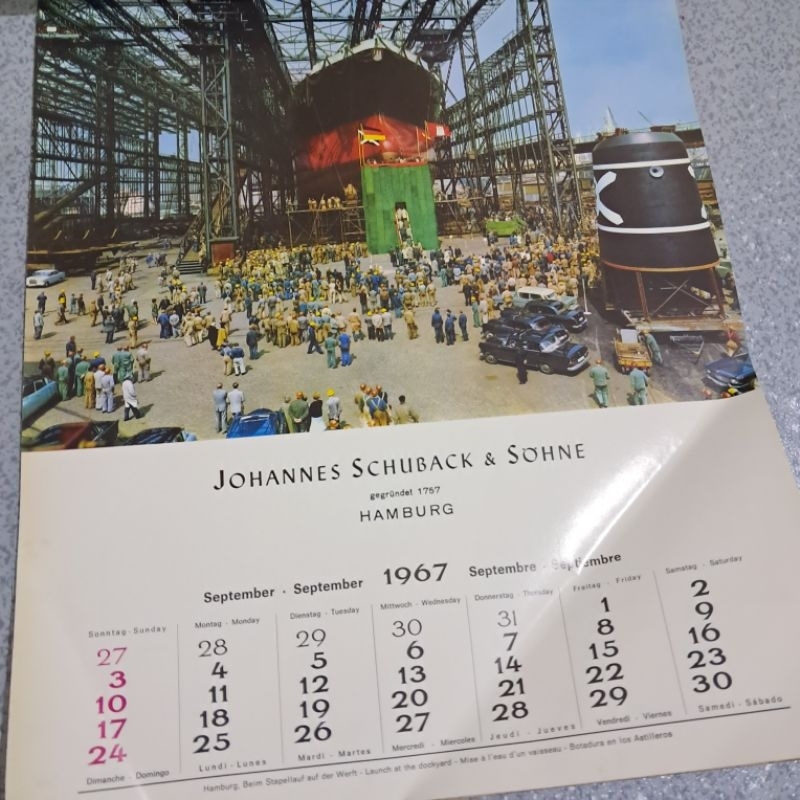 JOHANNES SCHUBACK & SÖHNE
gegründet 1757
HAMBURG
September · September 1967 Septembre · Septiembre
Sonntag · Sunday Montag · Monday Dienstag · Tuesday Mittwoch · Wednesday Donnerstag · Thursday Freitag · Friday Samstag · Saturday
27 28 29 30 31 1 2
3 4 5 6 7 8 9
10 11 12 13 14 15 16
17 18 19 20 21 22 23
24 25 26 27 28 29 30
Dimanche · Domingo Lundi · Lunes Mardi · Martes Mercredi · Miercoles Jeudi · Jueves Vendredi · Viernes Samedi · Sábado
Hamburg, Beim Stapellauf auf der Werft · Launch at the dockyard · Mise à l'eau d'un vaisseau · Botadura en los Astilleros